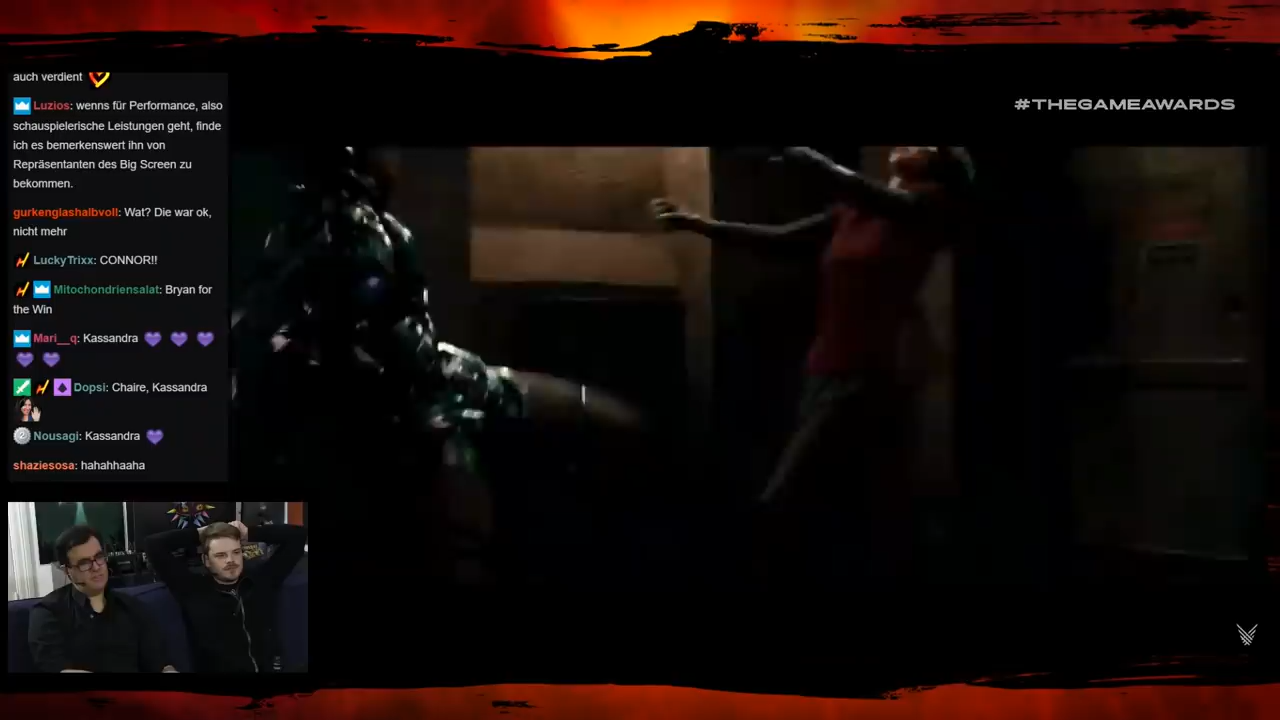 auch verdient
Luzios: wenns für Performance, also
schauspielerische Leistungen geht, finde
ich es bemerkenswert ihn von
Repräsentanten des Big Screen zu
bekommen.
gurkenglashalbvoll: Wat? Die war ok,
nicht mehr
LuckyTrixx: CONNOR!!
Mitochondriensalat: Bryan for
the Win
Mari__q: Kassandra
Dopsi: Chaire, Kassandra
Nousagi: Kassandra
shaziesosa: hahahhaaha
#THEGAMEAWARDS